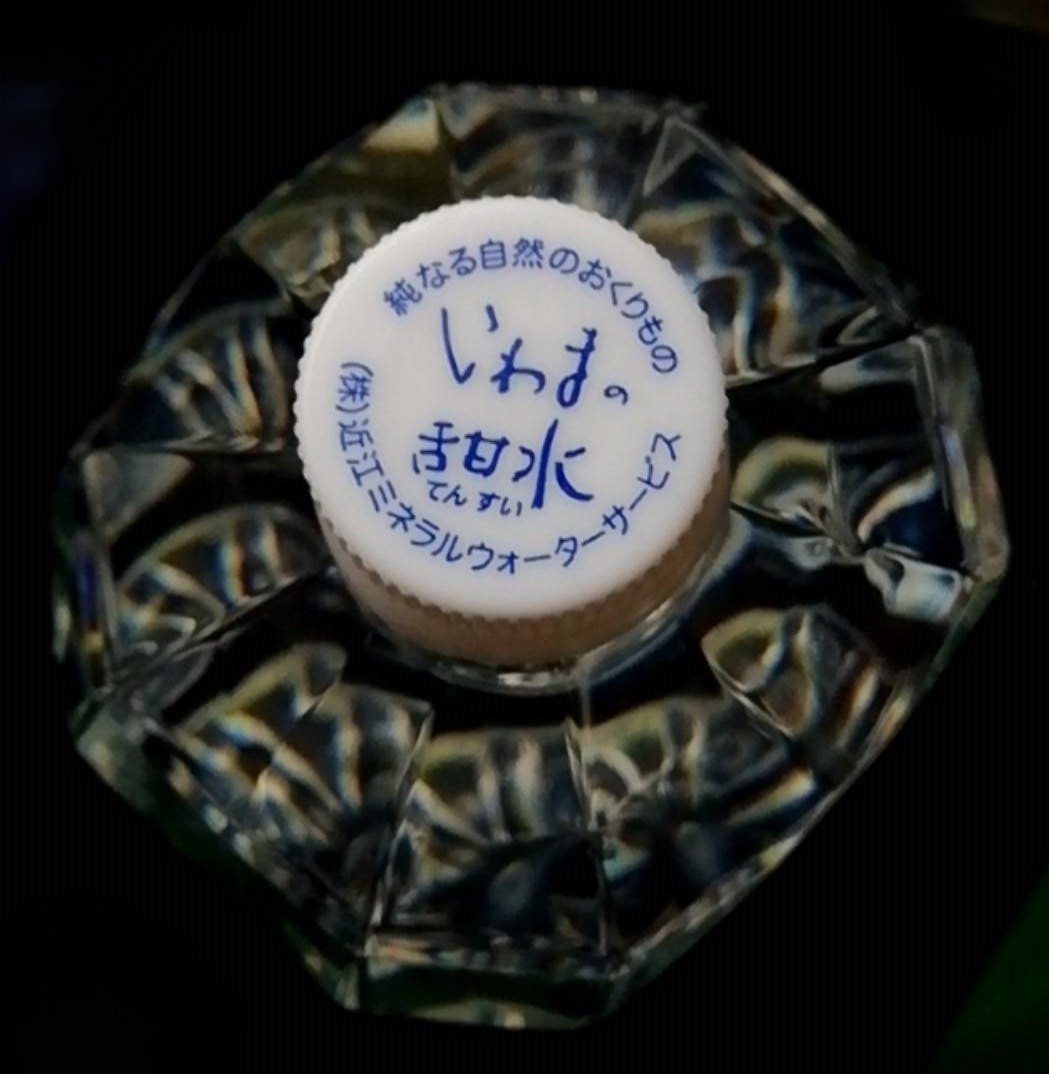 純なる自然のおくりもの
いわまの
甜水
てんすい
(株)近江ミネラルウォーターサービス